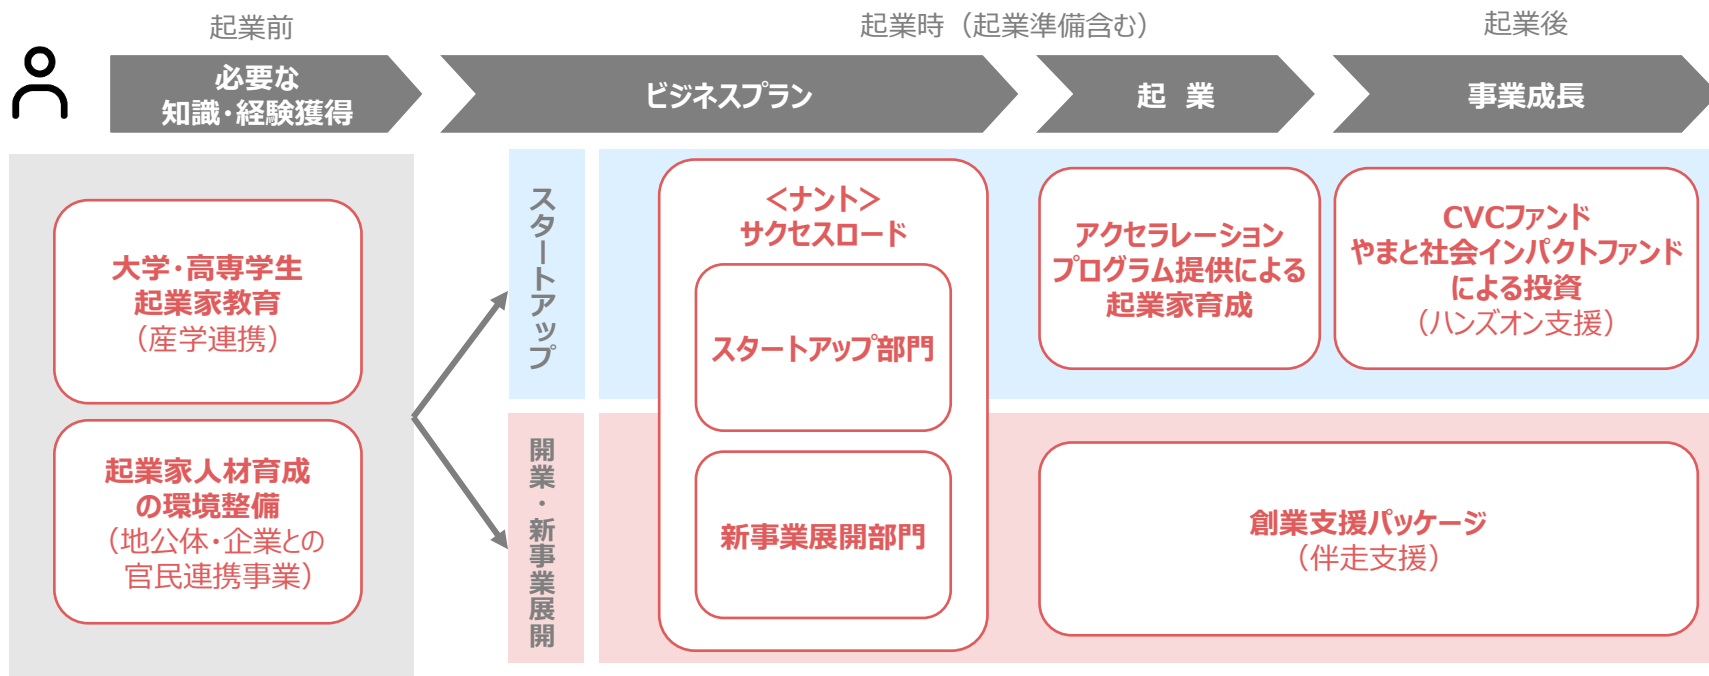 起業前
起業時（起業準備含む）
起業後
必要な
知識・経験獲得
ビジネスプラン
起　業
事業成長
大学・高専学生
起業家教育
（産学連携）
起業家人材育成
の環境整備
（地公体・企業との
官民連携事業）
スタートアップ
＜ナント＞
サクセスロード
スタートアップ部門
アクセラレーション
プログラム提供による
起業家育成
CVCファンド
やまと社会インパクトファンド
による投資
（ハンズオン支援）
開業・新事業展開
新事業展開部門
創業支援パッケージ
（伴走支援）